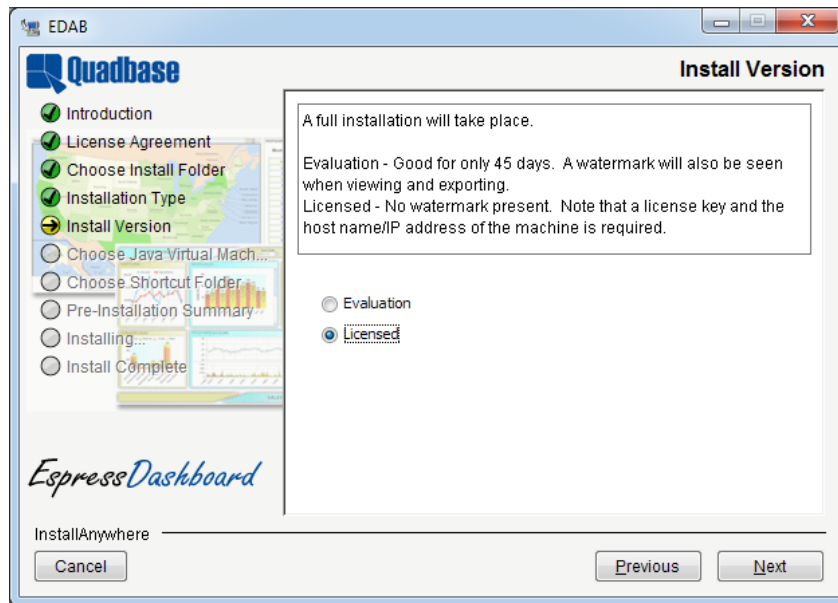 EDAB
Quadbase
Install Version
Introduction
License Agreement
Choose Install Folder
Installation Type
Install Version
Choose Java Virtual Mach...
Choose Shortcut Folder
Pre-Installation Summary
Installing...
Install Complete
A full installation will take place.
Evaluation - Good for only 45 days. A watermark will also be seen
when viewing and exporting.
Licensed - No watermark present. Note that a license key and the
host name/IP address of the machine is required.
Evaluation
Licensed
EspressDashboard
InstallAnywhere
Cancel
Previous
Next